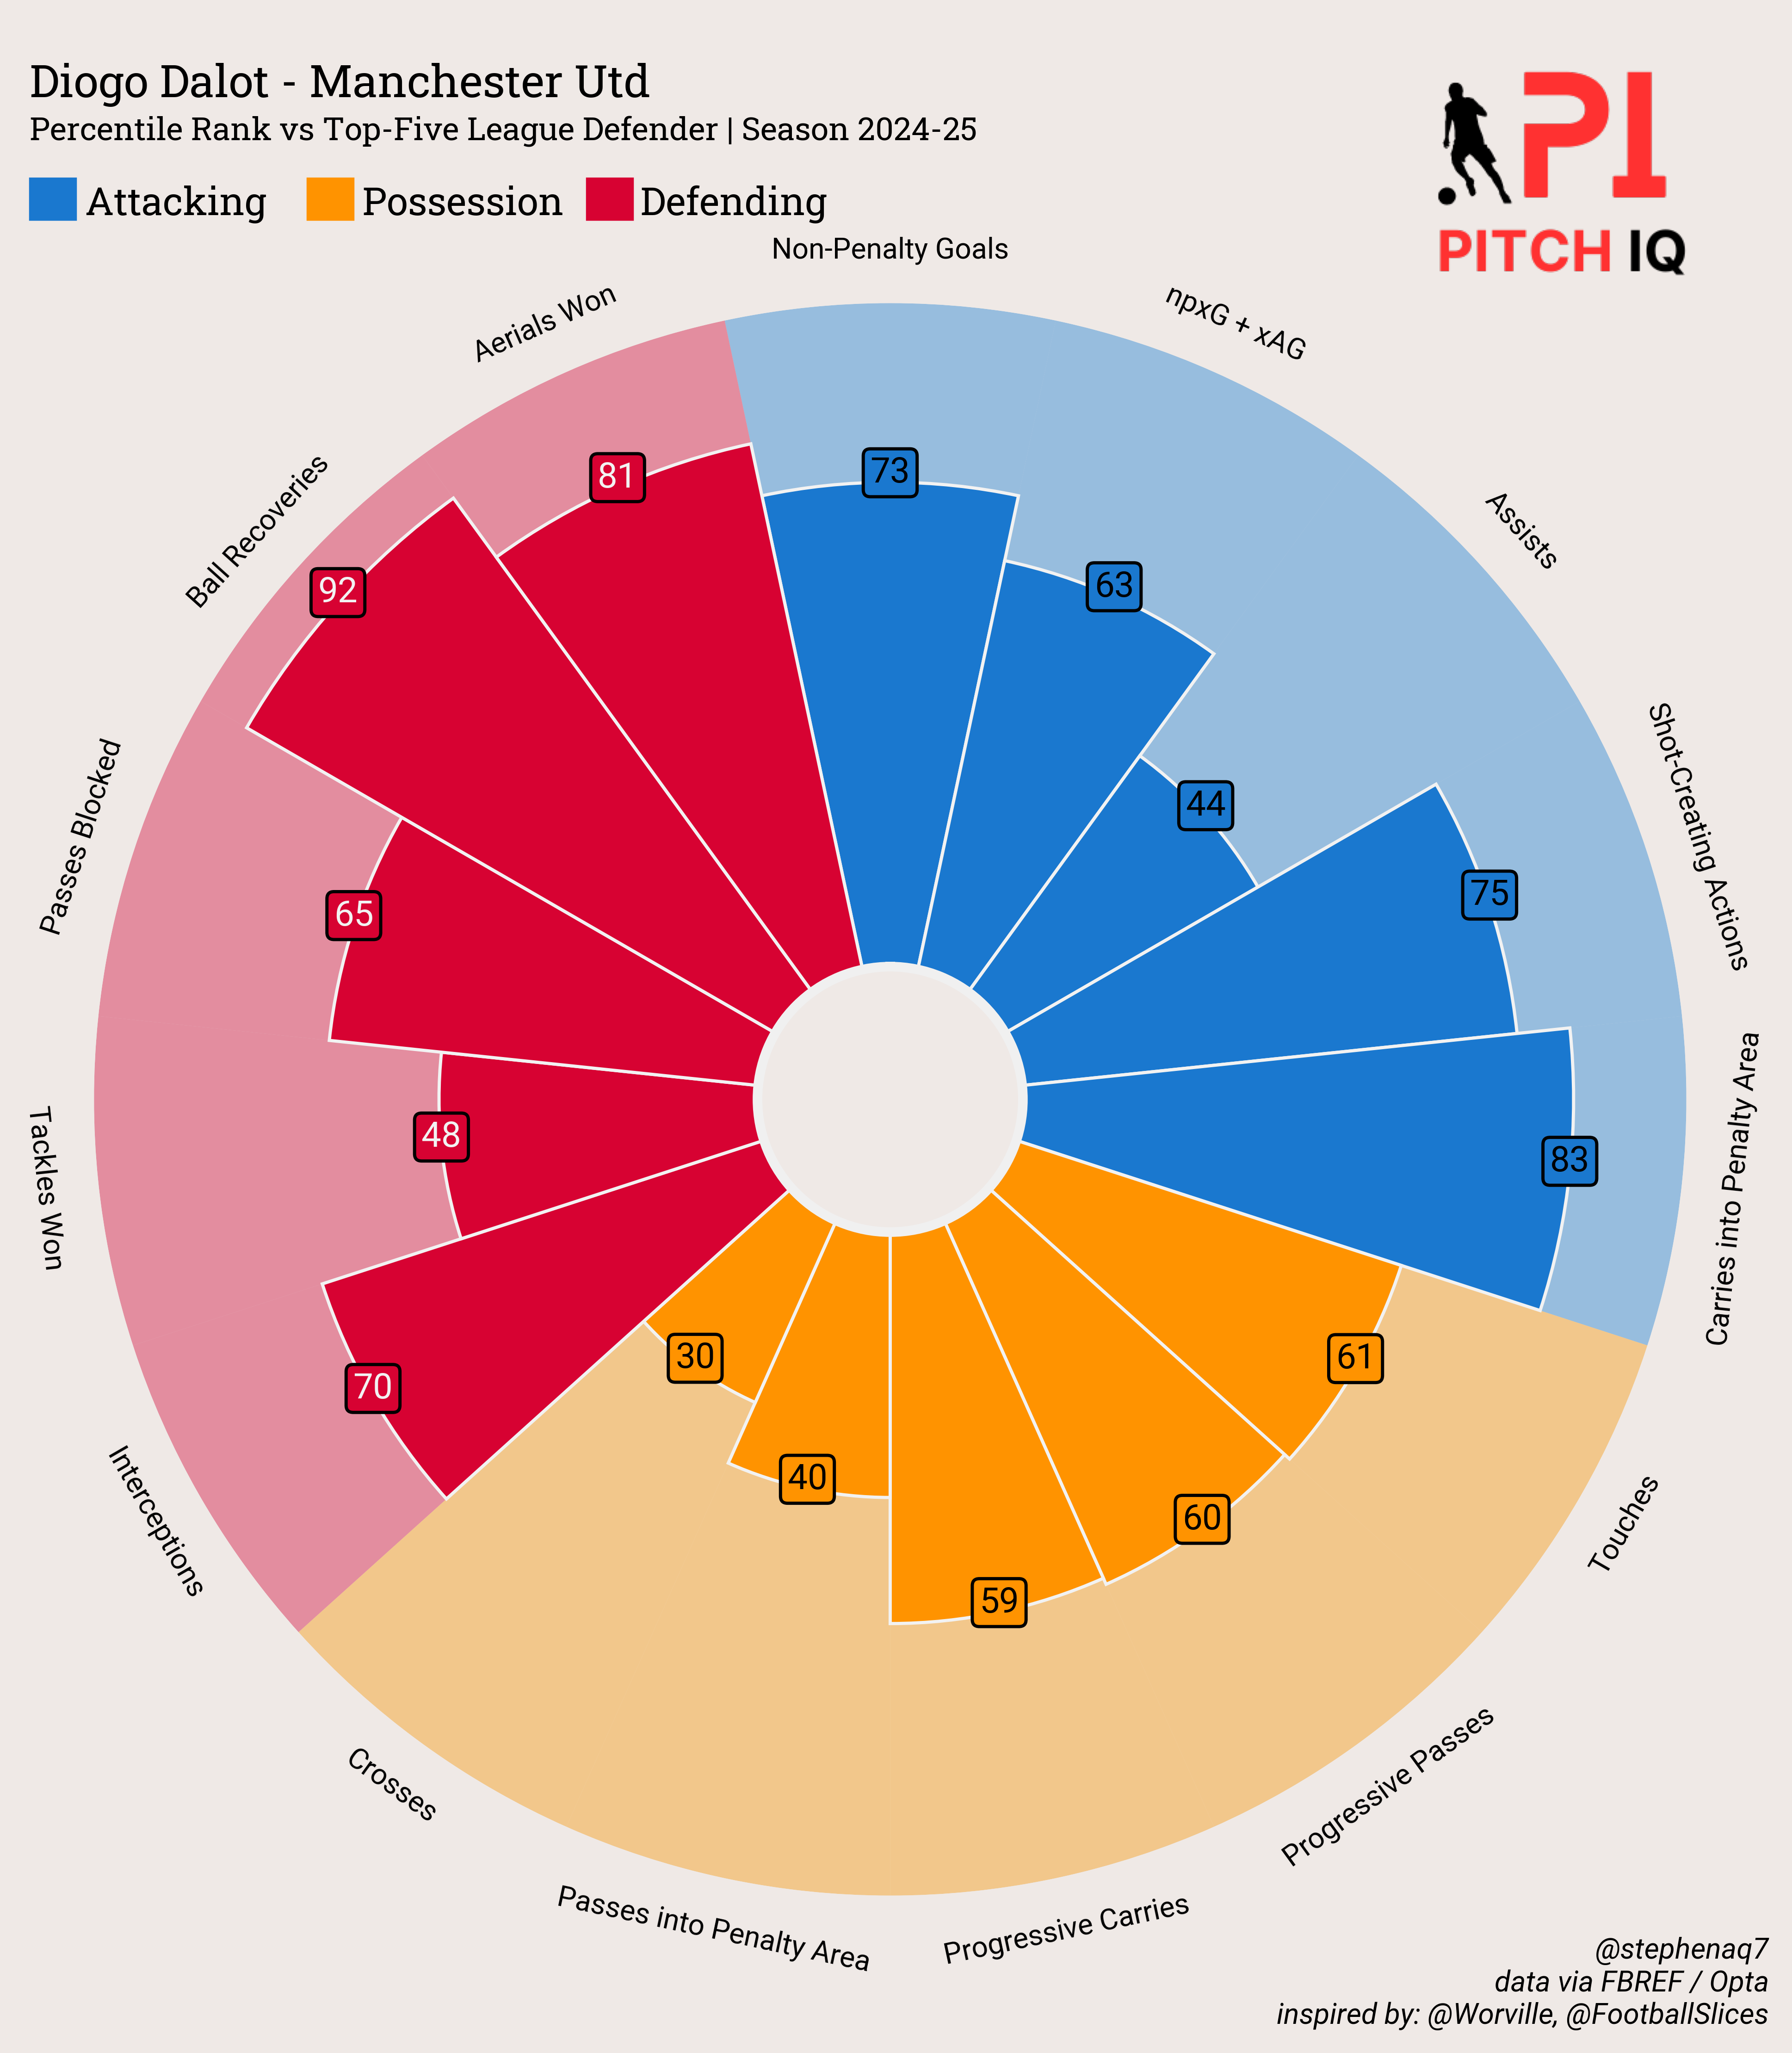 Diogo Dalot - Manchester Utd
Percentile Rank vs Top-Five League Defender | Season 2024-25
Attacking Possession Defending
PI
PITCH IQ
Non-Penalty Goals
npxG + xAG
Assists
Shot-Creating Actions
Carries into Penalty Area
Touches
Progressive Passes
Progressive Carries
Passes into Penalty Area
Crosses
Interceptions
Tackles Won
Passes Blocked
Ball Recoveries
Aerials Won
73
63
44
75
83
61
60
59
40
30
70
48
65
92
81
@stephenaq7
data via FBREF / Opta
inspired by: @Worville, @FootballSlices